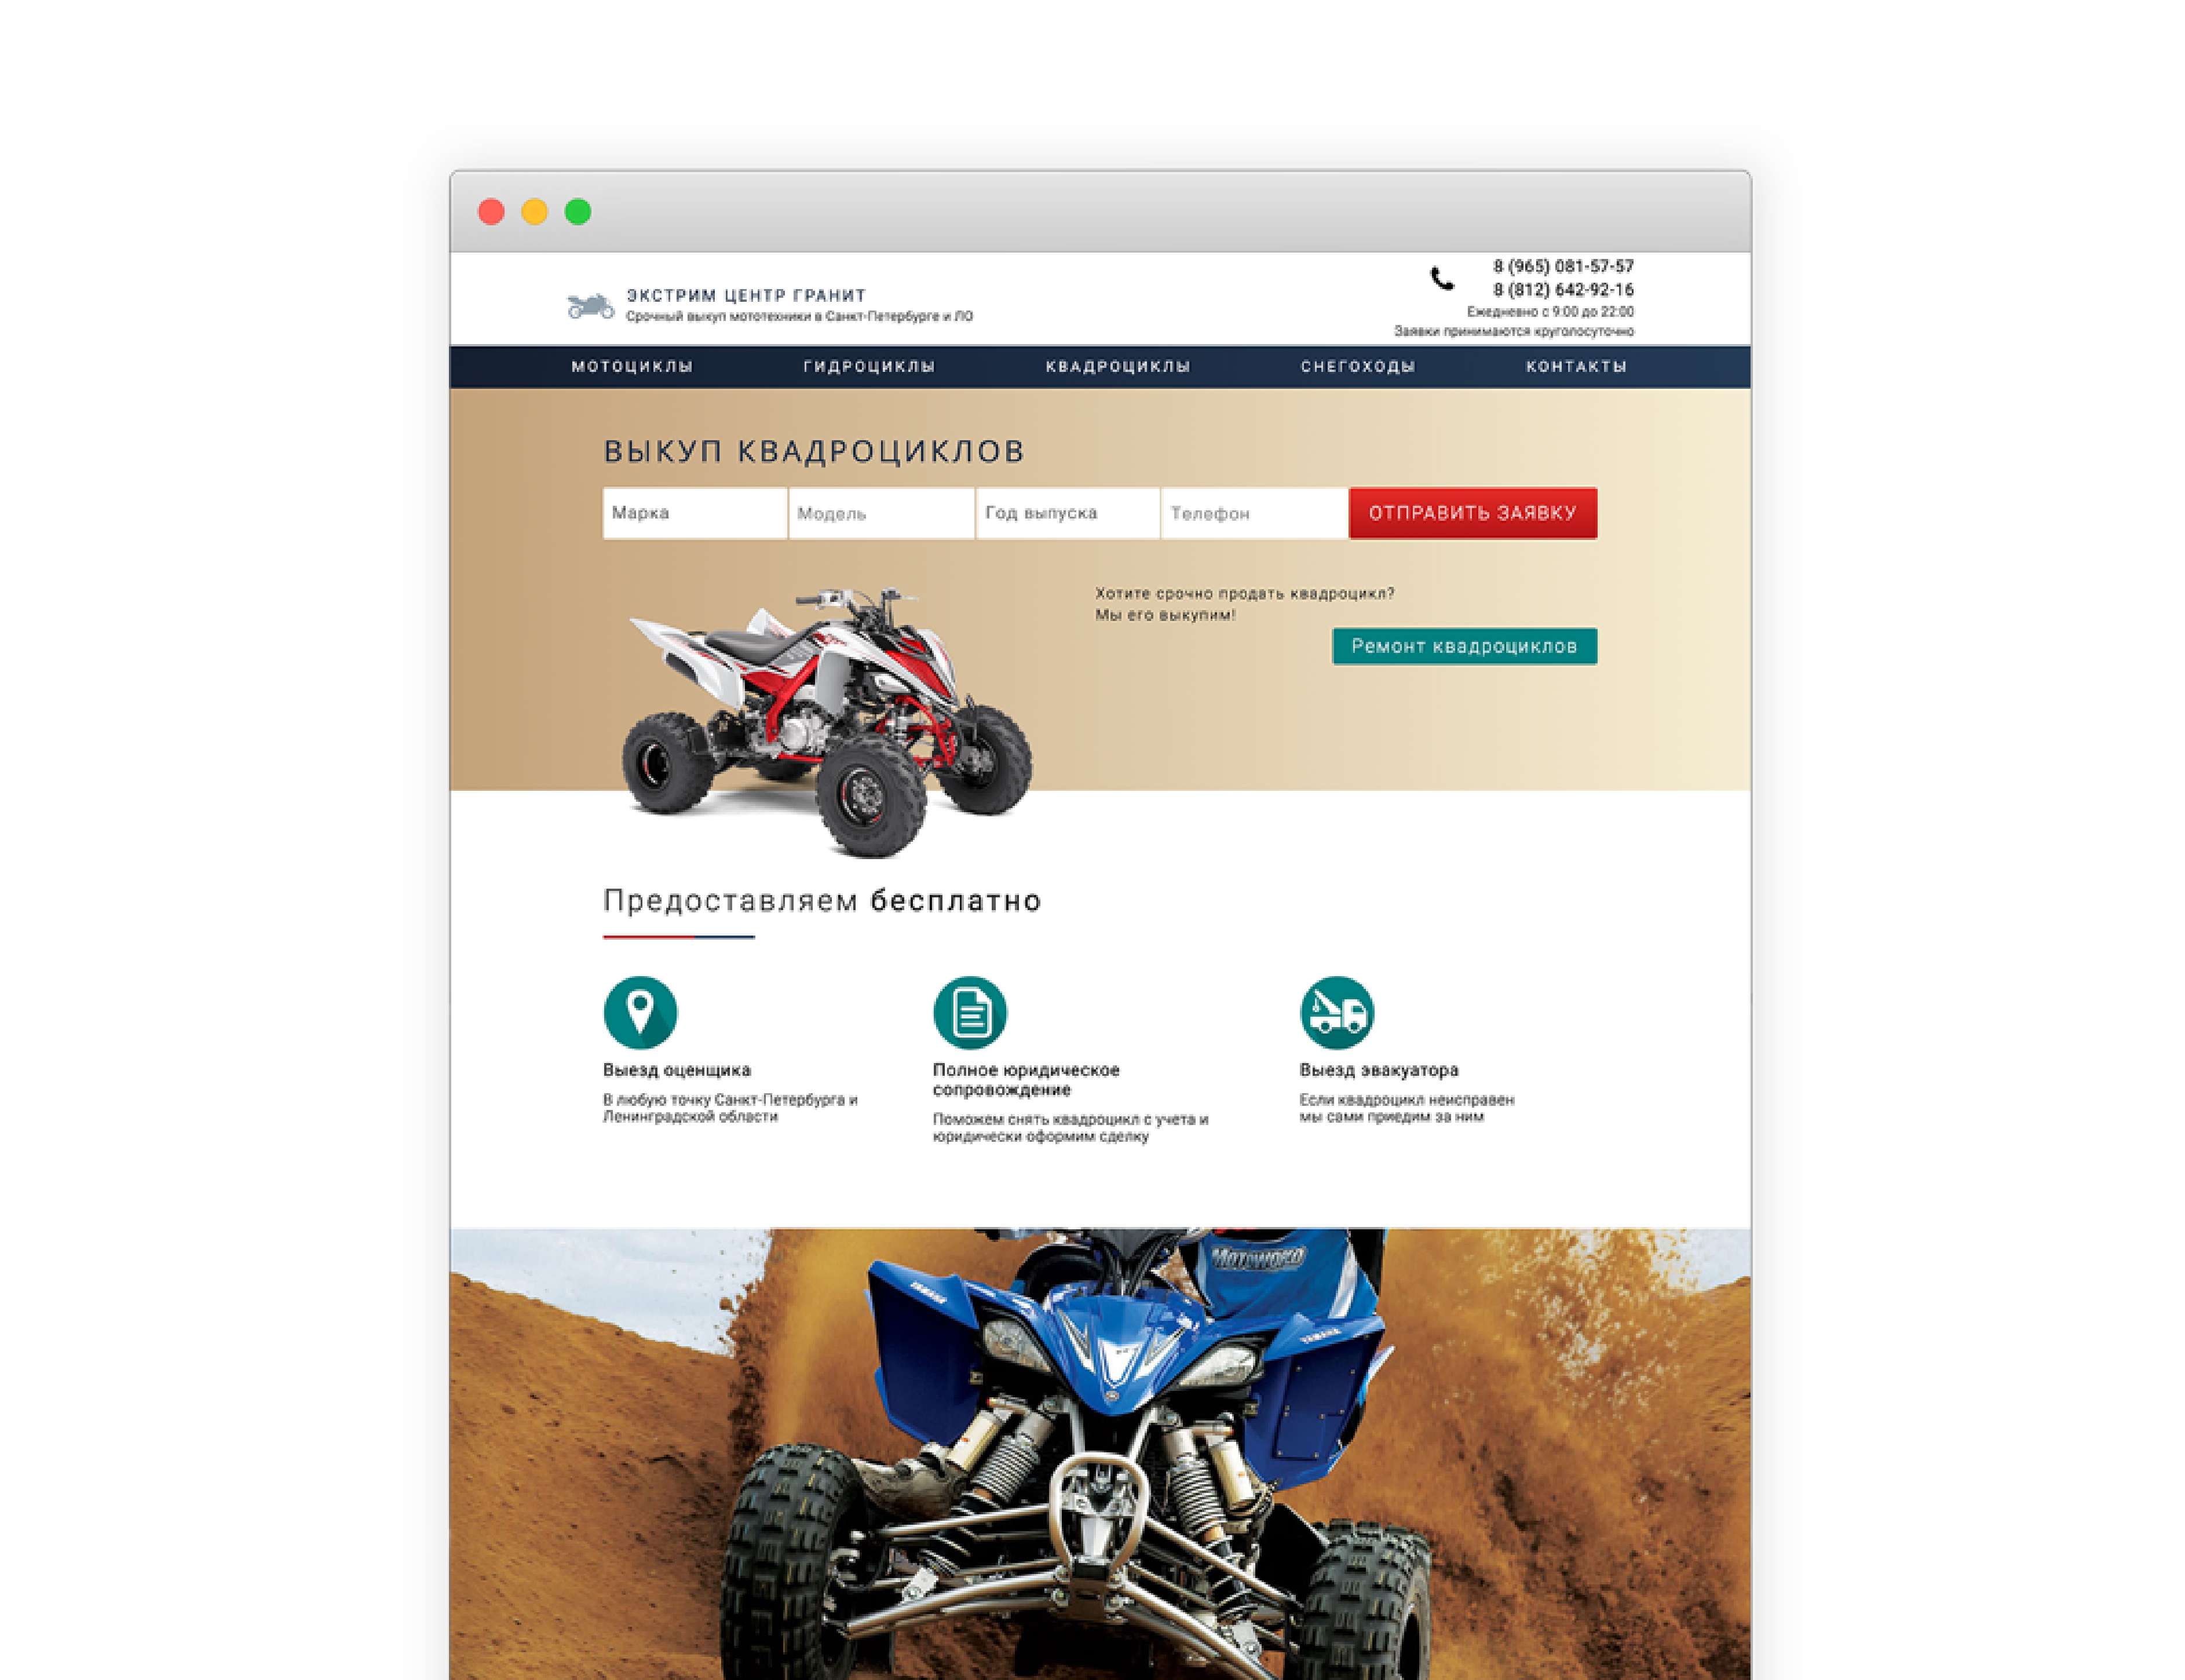 ЭКСТРИМ ЦЕНТР ГРАНИТ
Срочный выкуп мототехники в Санкт-Петербурге и ЛО
8 (965) 081-57-57
8 (812) 642-92-16
Ежедневно с 9:00 до 22:00
Заявки принимаются круглосуточно
МОТОЦИКЛЫ ГИДРОЦИКЛЫ КВАДРОЦИКЛЫ СНЕГОХОДЫ КОНТАКТЫ
ВЫКУП КВАДРОЦИКЛОВ
Марка Модель Год выпуска Телефон ОТПРАВИТЬ ЗАЯВКУ
Хотите срочно продать квадроцикл?
Мы его выкупим!
Ремонт квадроциклов
Предоставляем бесплатно
Выезд оценщика
В любую точку Санкт-Петербурга и
Ленинградской области
Полное юридическое
сопровождение
Поможем снять квадроцикл с учета и
юридически оформим сделку
Выезд эвакуатора
Если квадроцикл неисправен
мы сами приедим за ним
YAMAHA
YAMAHA